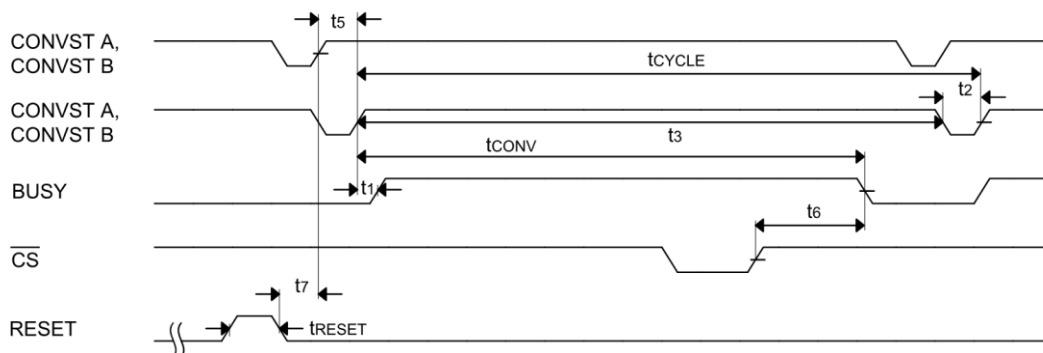 t5
CONVST A,
CONVST B
tCYCLE
t2
CONVST A,
CONVST B
t3
tCONV
BUSY
t1
t6
CS
t7
RESET
tRESET